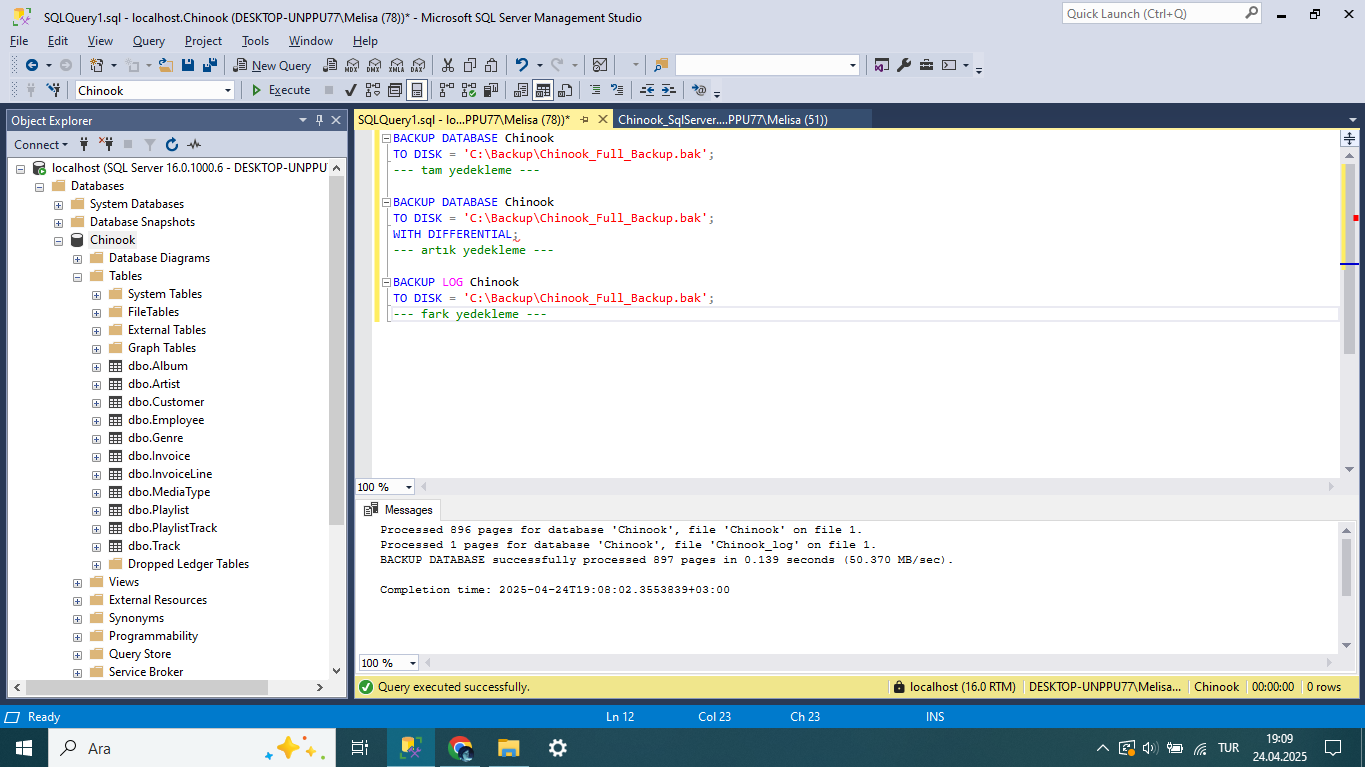 SQLQuery1.sql - localhost.Chinook (DESKTOP-UNPPU77\Melisa (78))* - Microsoft SQL Server Management Studio
Quick Launch (Ctrl+Q)
File Edit View Query Project Tools Window Help
New Query
MDX DMX XMLA DAX
Chinook
Execute
Object Explorer
SQLQuery1.sql - lo...PPU77\Melisa (78))*
Chinook_SqlServer....PPU77\Melisa (51))
Connect
localhost (SQL Server 16.0.1000.6 - DESKTOP-UNPPU
Databases
System Databases
Database Snapshots
Chinook
Database Diagrams
Tables
System Tables
FileTables
External Tables
Graph Tables
dbo.Album
dbo.Artist
dbo.Customer
dbo.Employee
dbo.Genre
dbo.Invoice
dbo.InvoiceLine
dbo.MediaType
dbo.Playlist
dbo.PlaylistTrack
dbo.Track
Dropped Ledger Tables
Views
External Resources
Synonyms
Programmability
Query Store
Service Broker
BACKUP DATABASE Chinook
TO DISK = 'C:\Backup\Chinook_Full_Backup.bak';
--- tam yedekleme ---
BACKUP DATABASE Chinook
TO DISK = 'C:\Backup\Chinook_Full_Backup.bak';
WITH DIFFERENTIAL;
--- artık yedekleme ---
BACKUP LOG Chinook
TO DISK = 'C:\Backup\Chinook_Full_Backup.bak';
--- fark yedekleme ---
100 %
Messages
Processed 896 pages for database 'Chinook', file 'Chinook' on file 1.
Processed 1 pages for database 'Chinook', file 'Chinook_log' on file 1.
BACKUP DATABASE successfully processed 897 pages in 0.139 seconds (50.370 MB/sec).
Completion time: 2025-04-24T19:08:02.3553839+03:00
100 %
Query executed successfully.
localhost (16.0 RTM)
DESKTOP-UNPPU77\Melisa...
Chinook
00:00:00
0 rows
Ready
Ln 12
Col 23
Ch 23
INS
Ara
TUR
19:09
24.04.2025